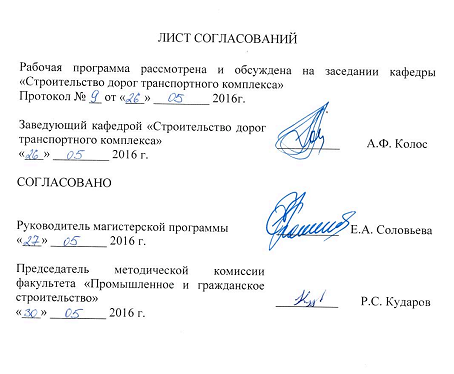 ЛИСТ СОГЛАСОВАНИЙ
Рабочая программа рассмотрена и обсуждена на заседании кафедры
«Строительство дорог транспортного комплекса»
Протокол № 9 от «26» 05 2016г.
Заведующий кафедрой «Строительство дорог
транспортного комплекса» А.Ф. Колос
«26» 05 2016 г.
СОГЛАСОВАНО
Руководитель магистерской программы Е.А. Соловьева
«27» 05 2016 г.
Председатель методической комиссии
факультета «Промышленное и гражданское
строительство» Р.С. Кударов
«30» 05 2016 г.